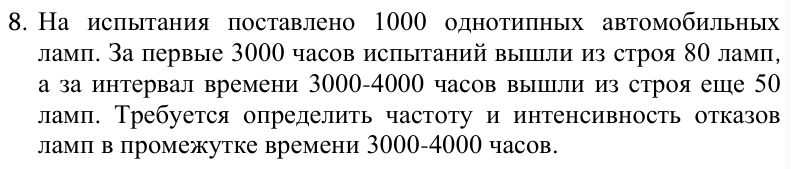 8. На испытания поставлено 1000 однотипных автомобильных
ламп. За первые 3000 часов испытаний вышли из строя 80 ламп,
а за интервал времени 3000-4000 часов вышли из строя еще 50
ламп. Требуется определить частоту и интенсивность отказов
ламп в промежутке времени 3000-4000 часов.